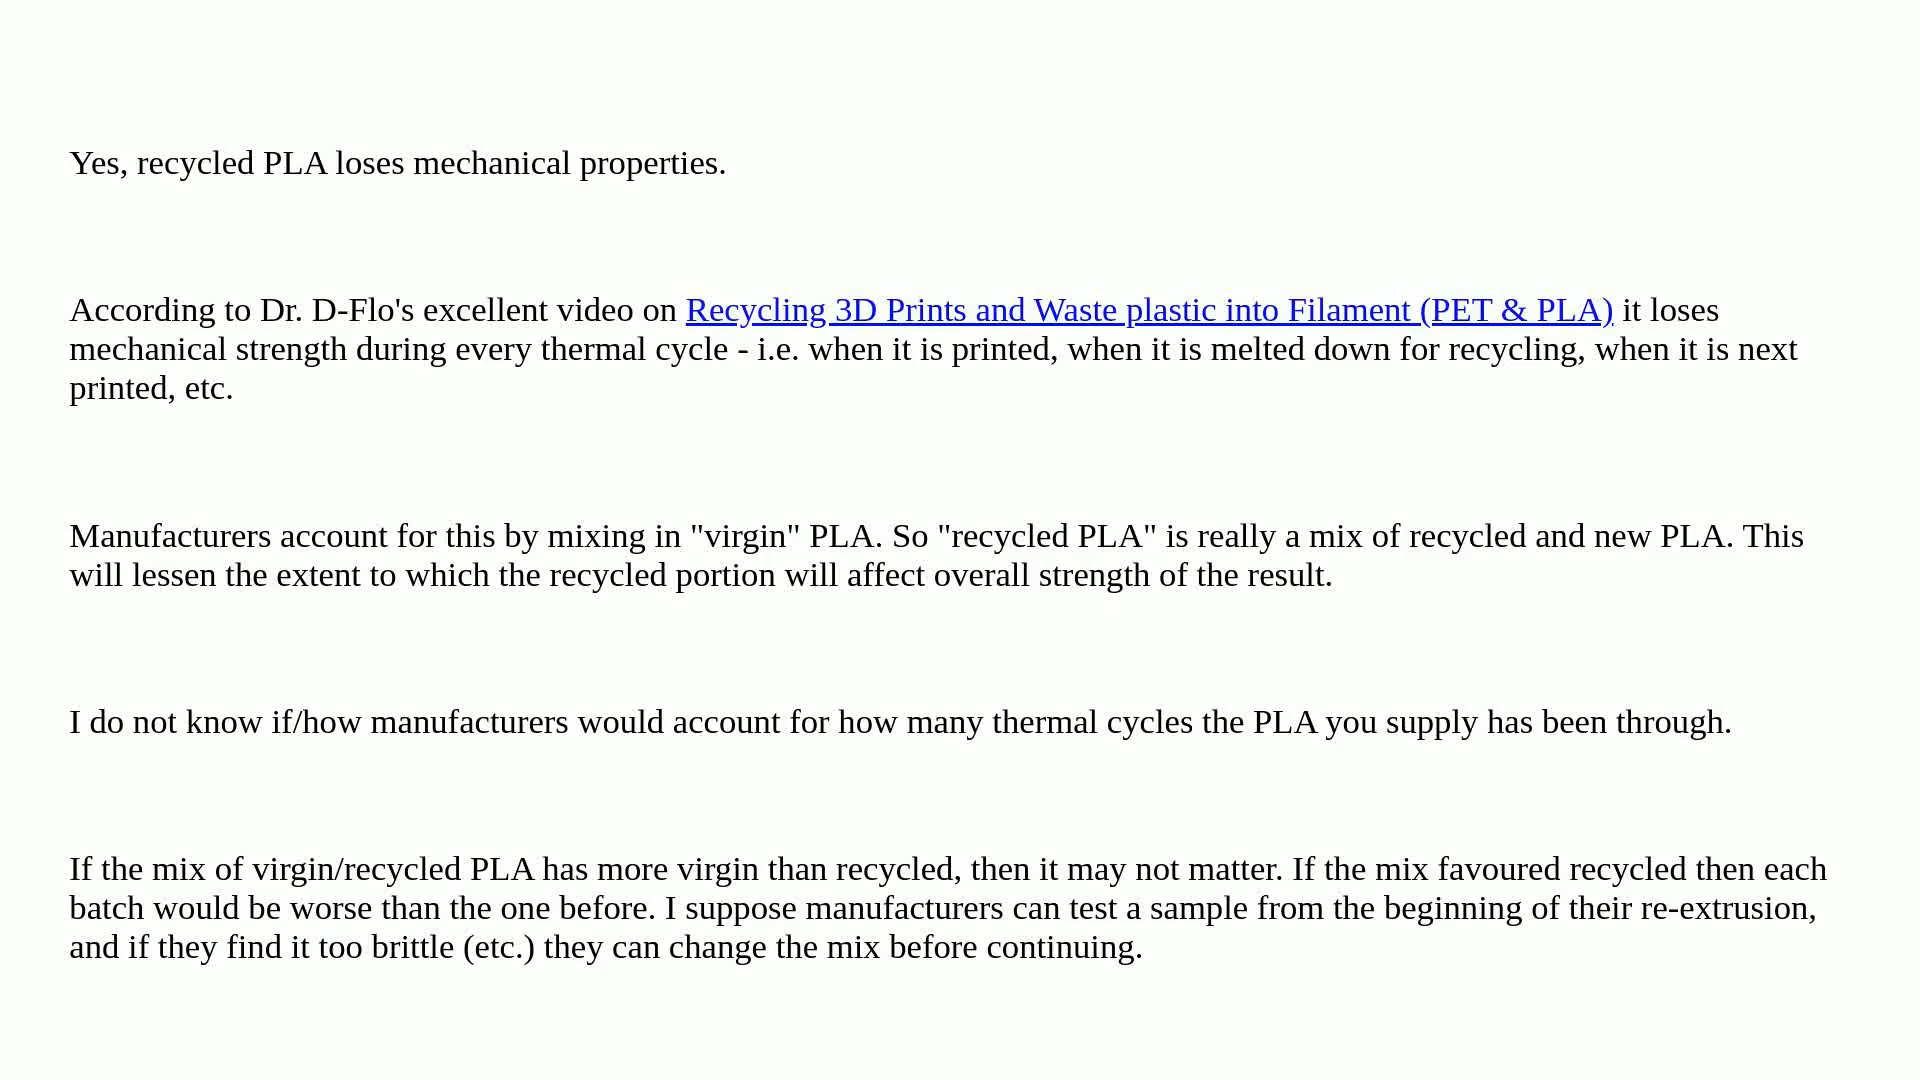 Yes, recycled PLA loses mechanical properties.
According to Dr. D-Flo's excellent video on Recycling 3D Prints and Waste plastic into Filament (PET & PLA) it loses
mechanical strength during every thermal cycle - i.e. when it is printed, when it is melted down for recycling, when it is next
printed, etc.
Manufacturers account for this by mixing in "virgin" PLA. So "recycled PLA" is really a mix of recycled and new PLA. This
will lessen the extent to which the recycled portion will affect overall strength of the result.
I do not know if/how manufacturers would account for how many thermal cycles the PLA you supply has been through.
If the mix of virgin/recycled PLA has more virgin than recycled, then it may not matter. If the mix favoured recycled then each
batch would be worse than the one before. I suppose manufacturers can test a sample from the beginning of their re-extrusion,
and if they find it too brittle (etc.) they can change the mix before continuing.